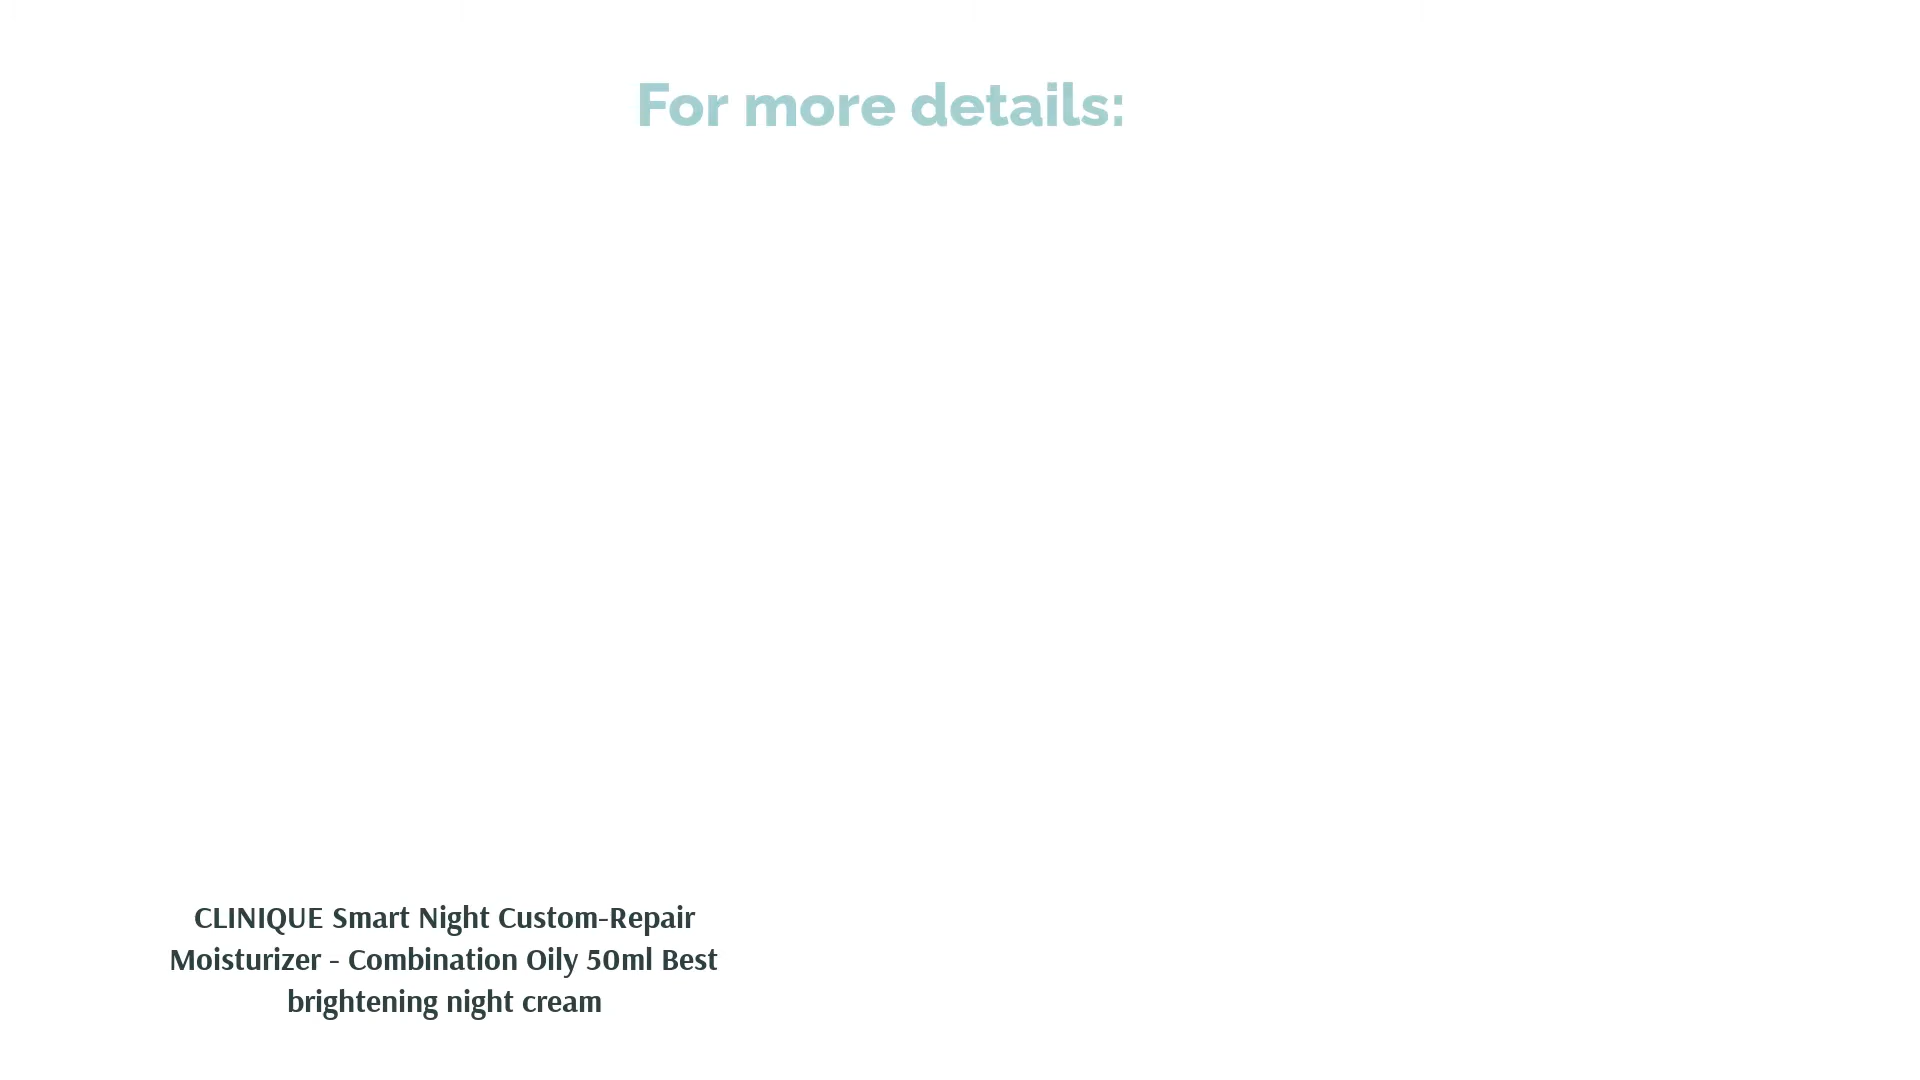 For more details:
CLINIQUE Smart Night Custom-Repair
Moisturizer - Combination Oily 50ml Best
brightening night cream